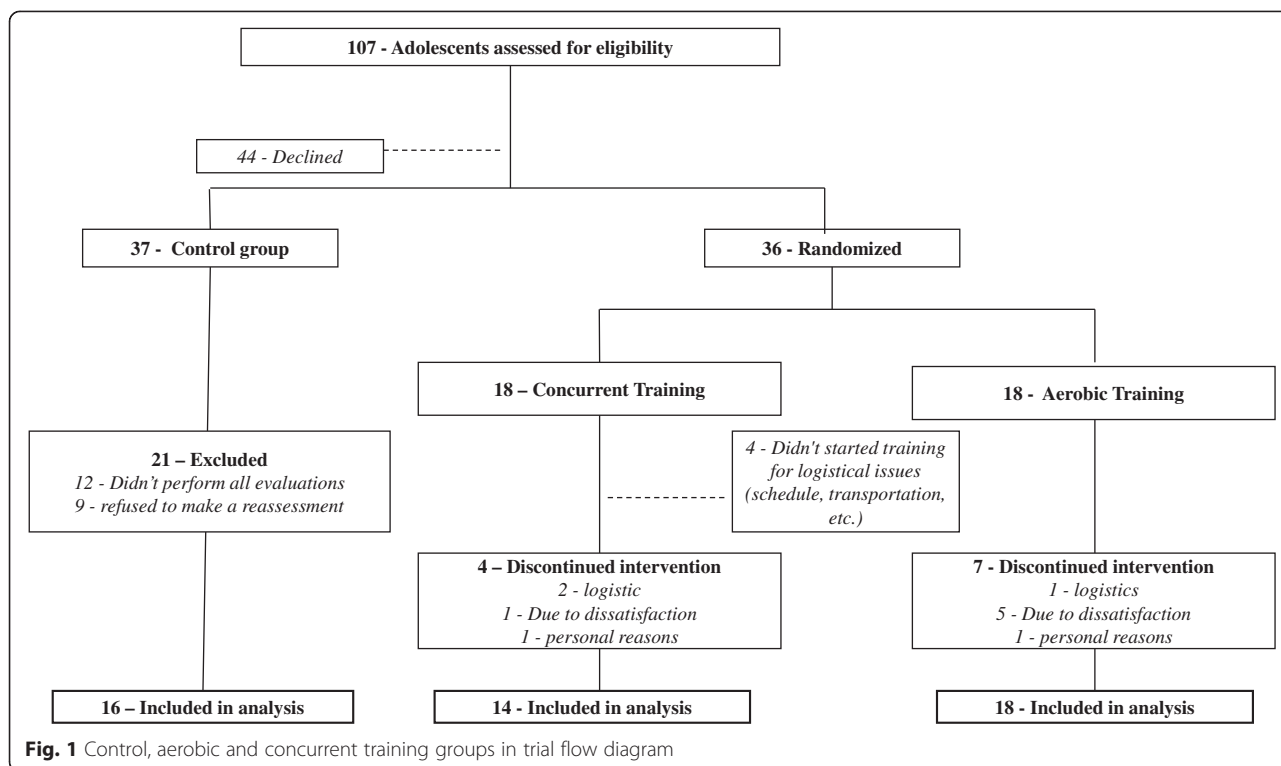 107 - Adolescents assessed for eligibility
44 - Declined
37 - Control group
36 - Randomized
18 – Concurrent Training
18 - Aerobic Training
21 – Excluded
12 - Didn't perform all evaluations
9 - refused to make a reassessment
4 - Didn't started training
for logistical issues
(schedule, transportation,
etc.)
4 – Discontinued intervention
2 - logistic
1 - Due to dissatisfaction
1 - personal reasons
7 - Discontinued intervention
1 - logistics
5 - Due to dissatisfaction
1 - personal reasons
16 – Included in analysis
14 - Included in analysis
18 - Included in analysis
Fig. 1 Control, aerobic and concurrent training groups in trial flow diagram